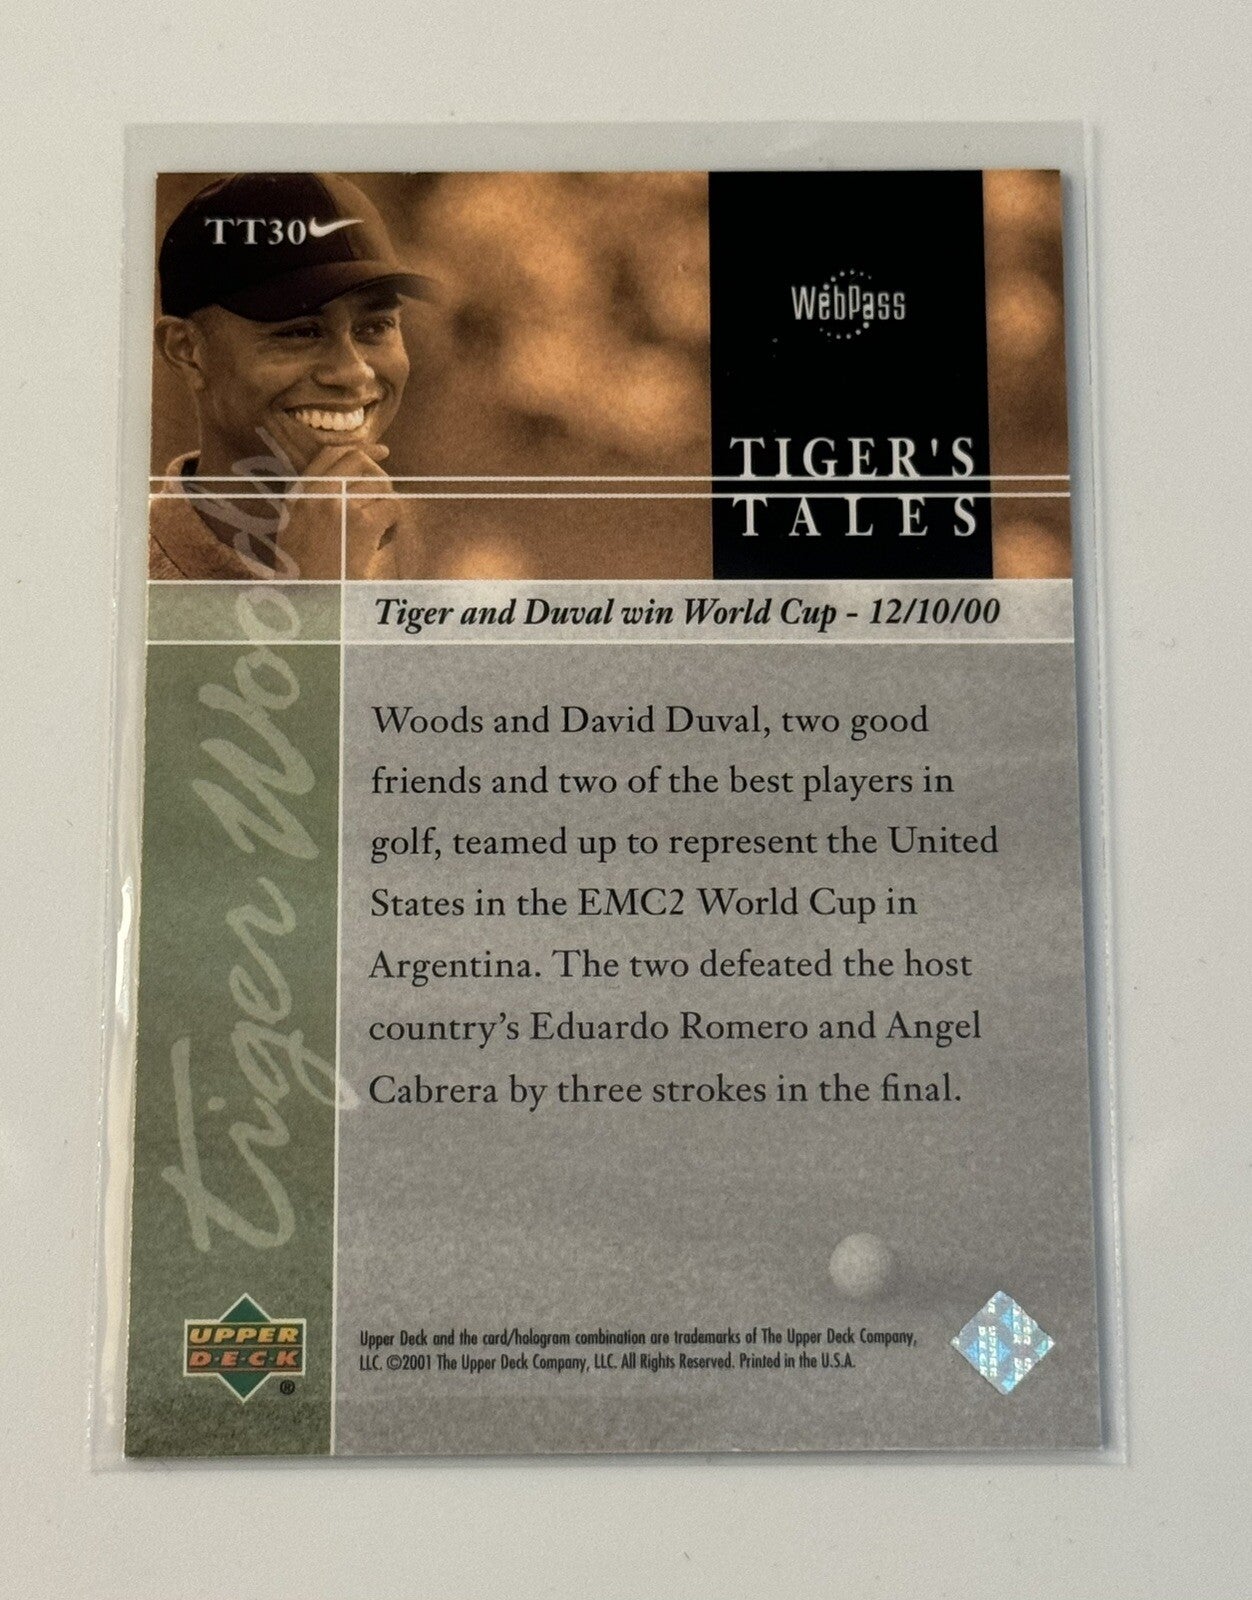 TT30
WebPass
TIGER'S
TALES
Tiger and Duval win World Cup - 12/10/00
Woods and David Duval, two good
friends and two of the best players in
golf, teamed up to represent the United
States in the EMC2 World Cup in
Argentina. The two defeated the host
country's Eduardo Romero and Angel
Cabrera by three strokes in the final.
Tiger Woods
UPPER
D·E·C·K
®
Upper Deck and the card/hologram combination are trademarks of The Upper Deck Company,
LLC. ©2001 The Upper Deck Company, LLC. All Rights Reserved. Printed in the U.S.A.